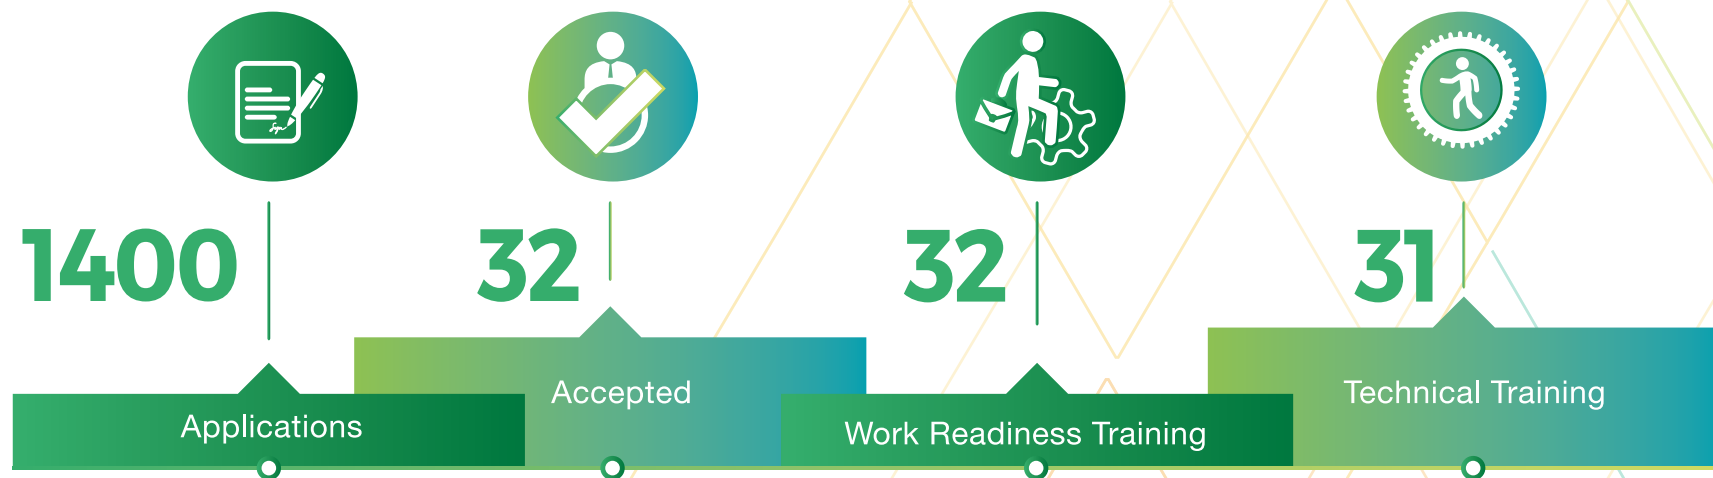 1400
Applications
32
Accepted
32
Work Readiness Training
31
Technical Training